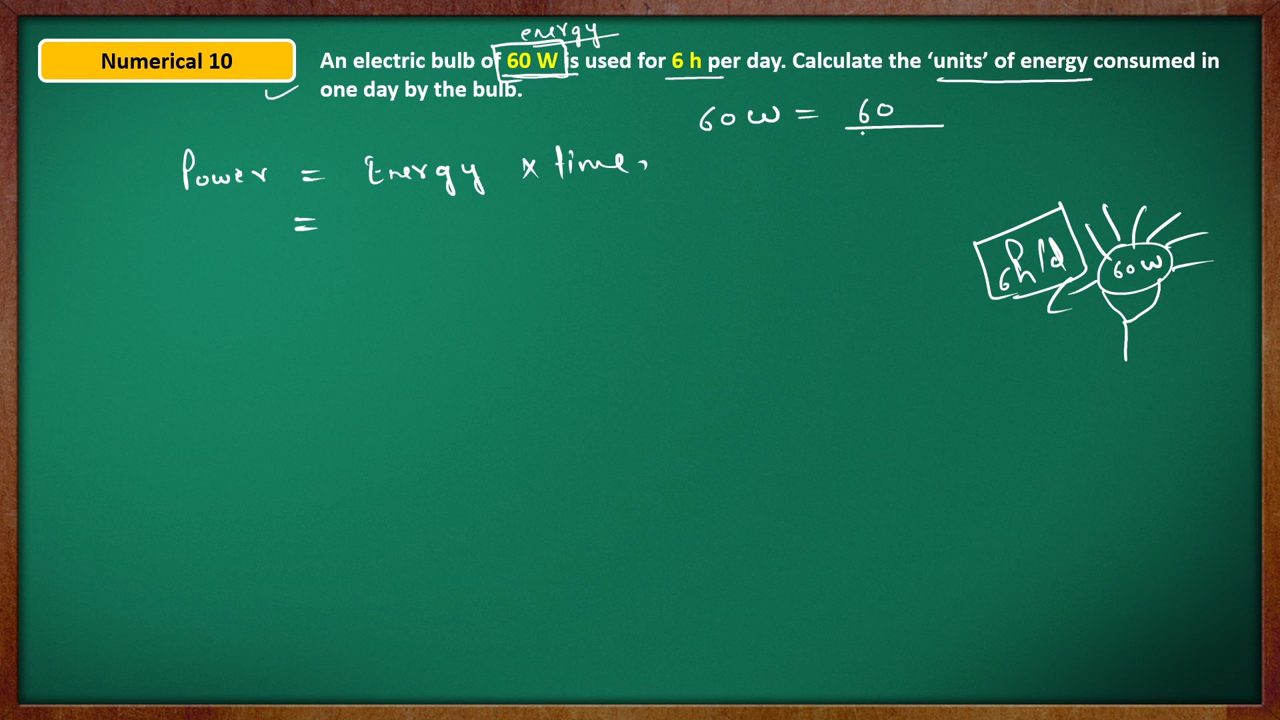 energy
Numerical 10
An electric bulb of 60 W is used for 6 h per day. Calculate the ‘units’ of energy consumed in
one day by the bulb.
60 W = 60
Power = Energy × time,
=
6h/d
60W